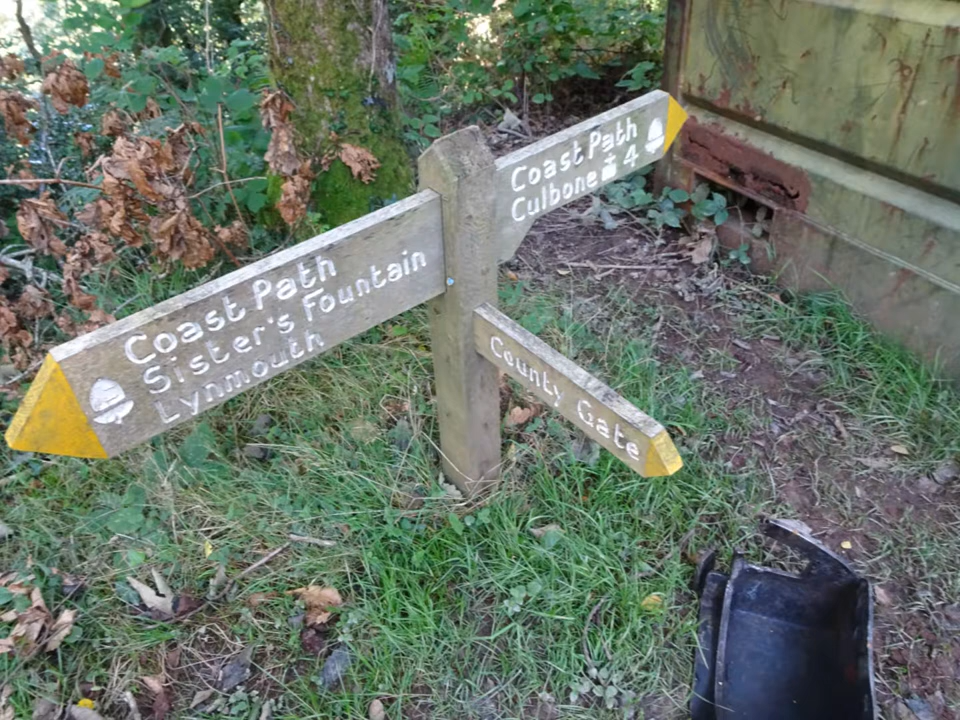 Coast Path
Sister's Fountain
Lynmouth
Coast Path
Culbone 4
County Gate